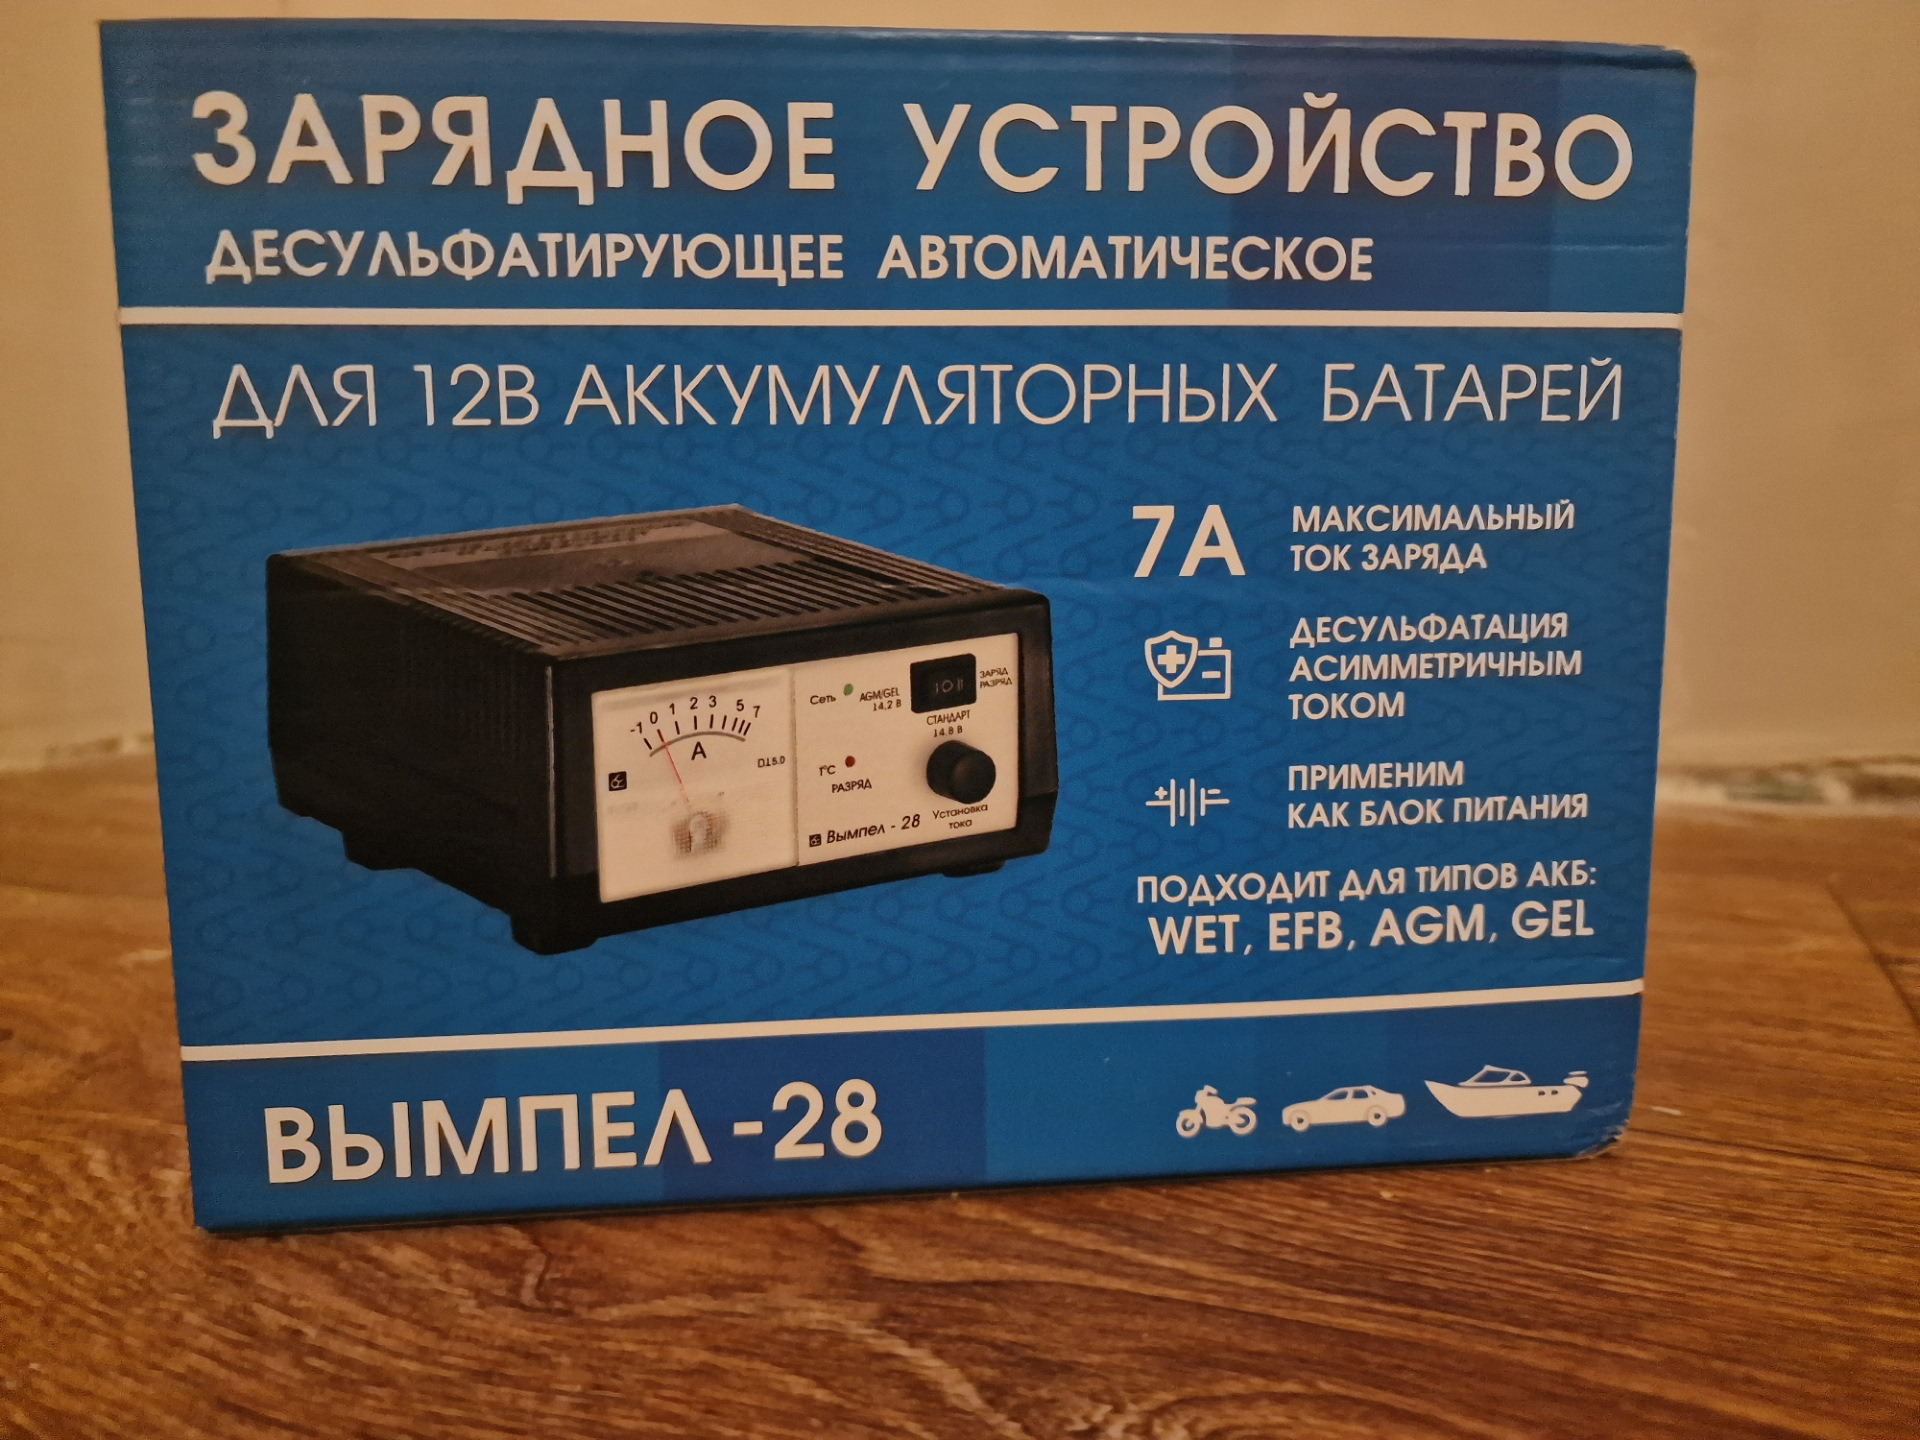 ЗАРЯДНОЕ УСТРОЙСТВО
ДЕСУЛЬФАТИРУЮЩЕЕ АВТОМАТИЧЕСКОЕ
ДЛЯ 12В АККУМУЛЯТОРНЫХ БАТАРЕЙ
7А МАКСИМАЛЬНЫЙ
ТОК ЗАРЯДА
ДЕСУЛЬФАТАЦИЯ
АСИММЕТРИЧНЫМ
ТОКОМ
ПРИМЕНИМ
КАК БЛОК ПИТАНИЯ
ПОДХОДИТ ДЛЯ ТИПОВ АКБ:
WET, EFB, AGM, GEL
-1 0 1 2 3 5 7
A
Сеть
AGM/GEL
14,2 В
ЗАРЯД
РАЗРЯД
СТАНДАРТ
14.8 В
T°C
РАЗРЯД
Вымпел - 28
Установка
тока
ВЫМПЕЛ -28